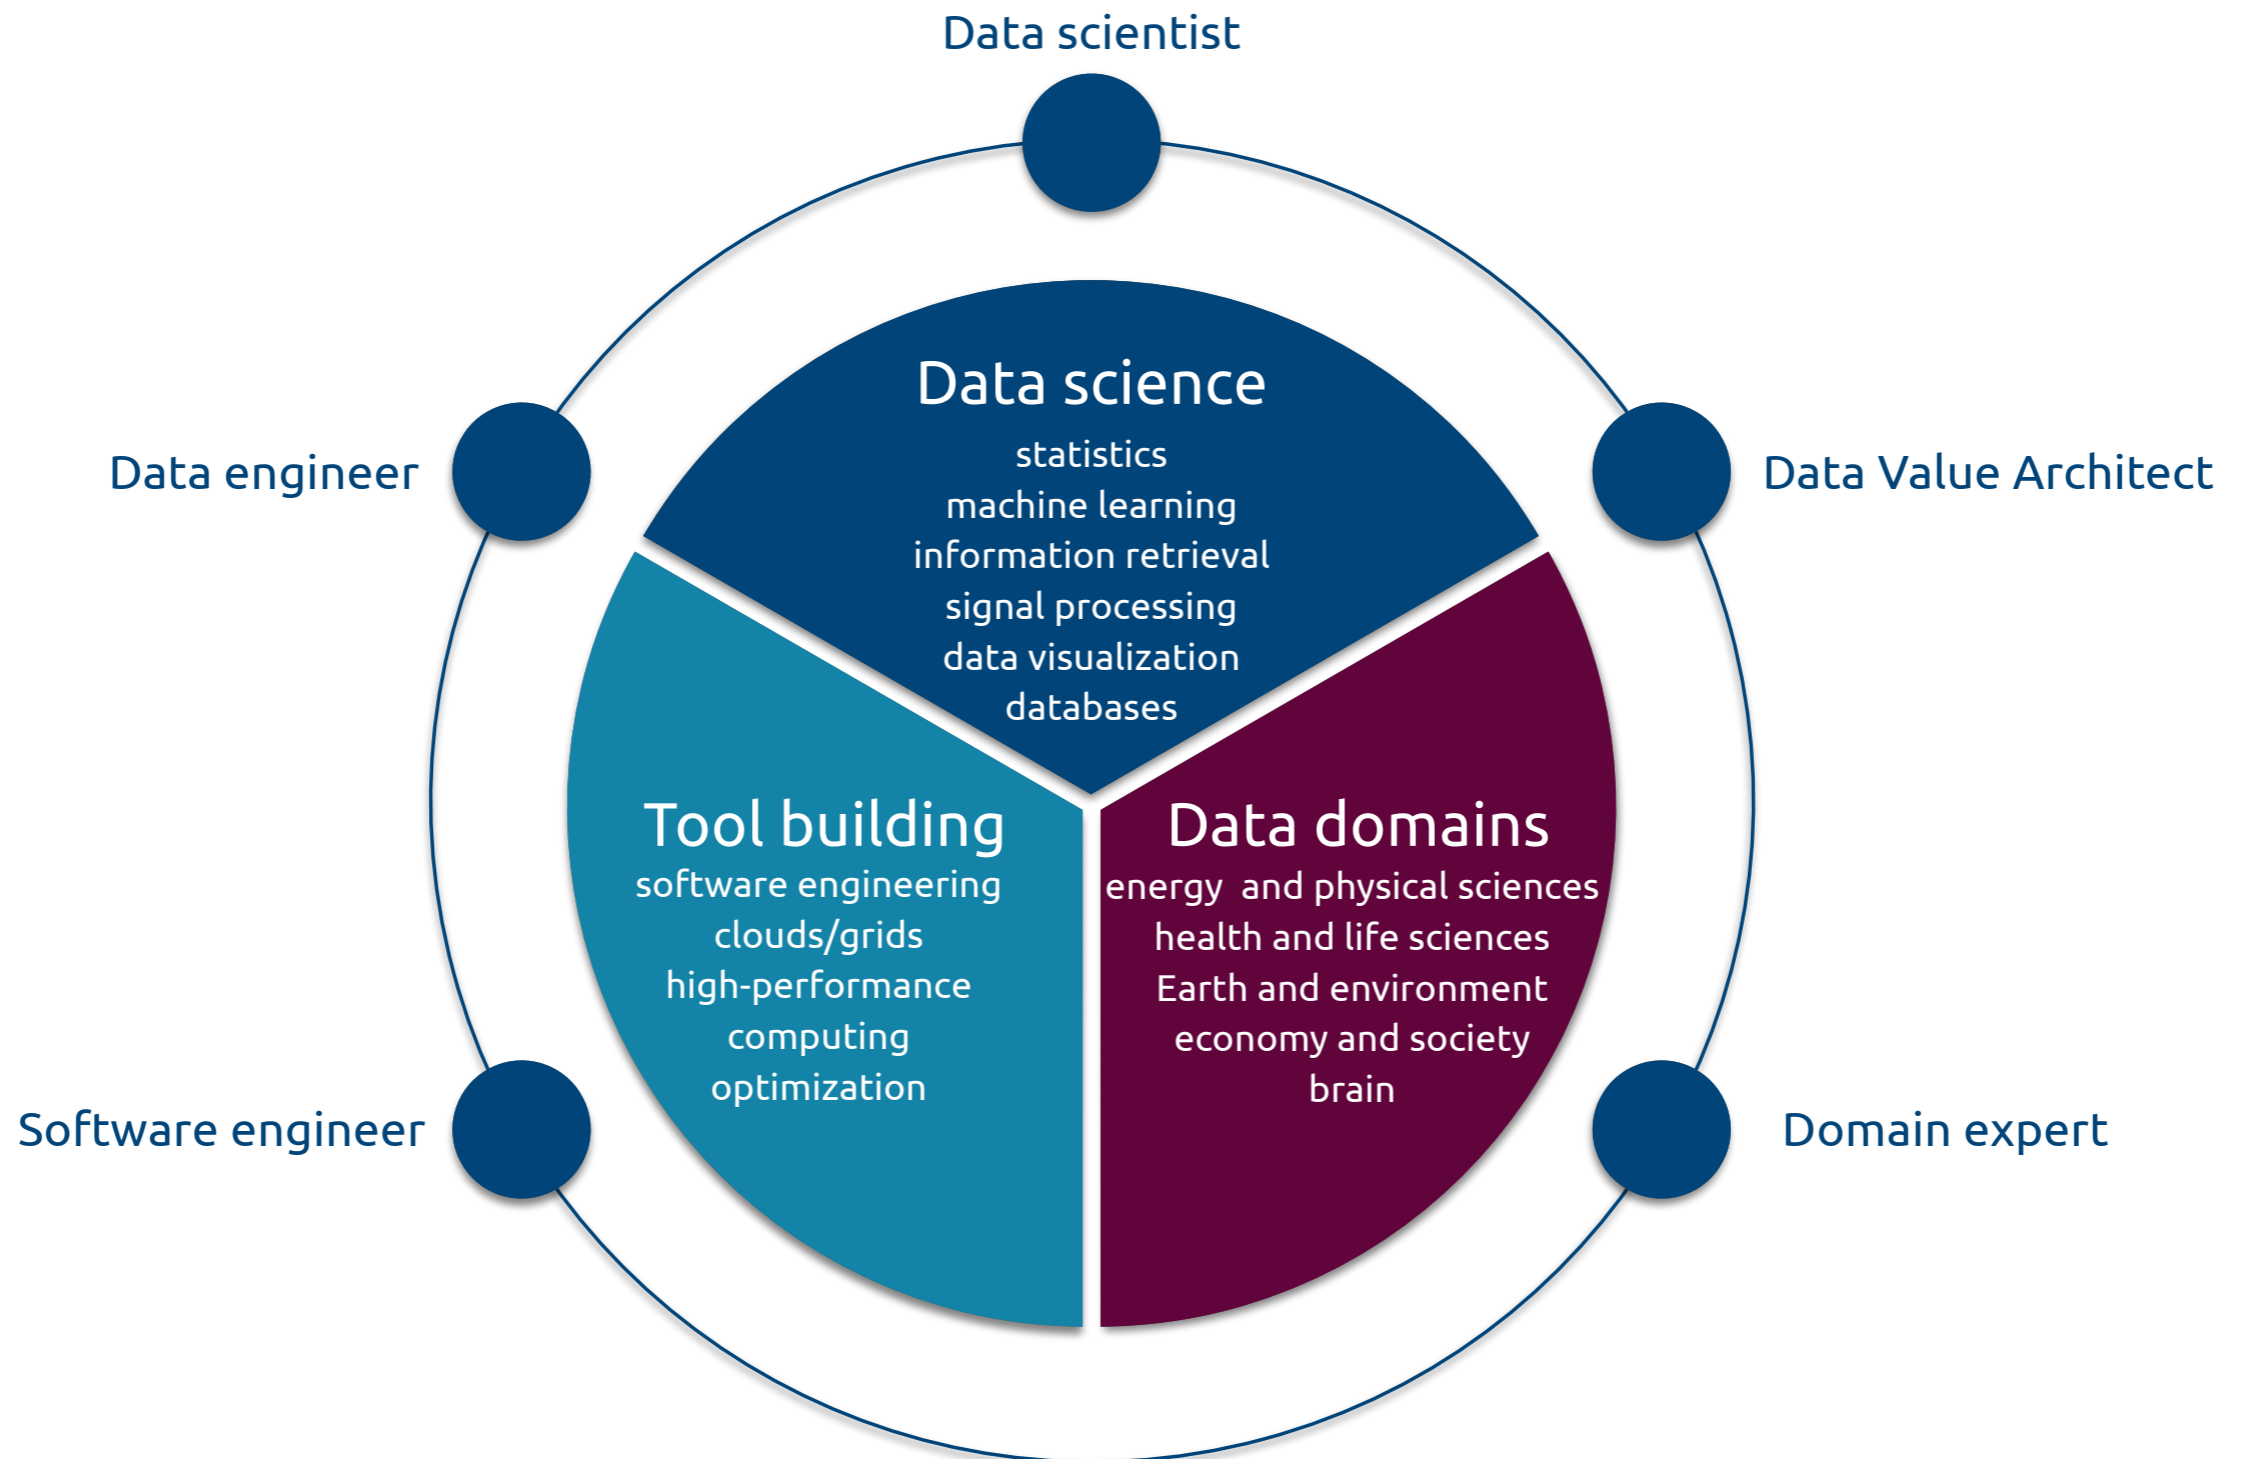 Data scientist
Data engineer
Data Value Architect
Data science
statistics
machine learning
information retrieval
signal processing
data visualization
databases
Tool building
software engineering
clouds/grids
high-performance
computing
optimization
Data domains
energy  and physical sciences
health and life sciences
Earth and environment
economy and society
brain
Software engineer
Domain expert